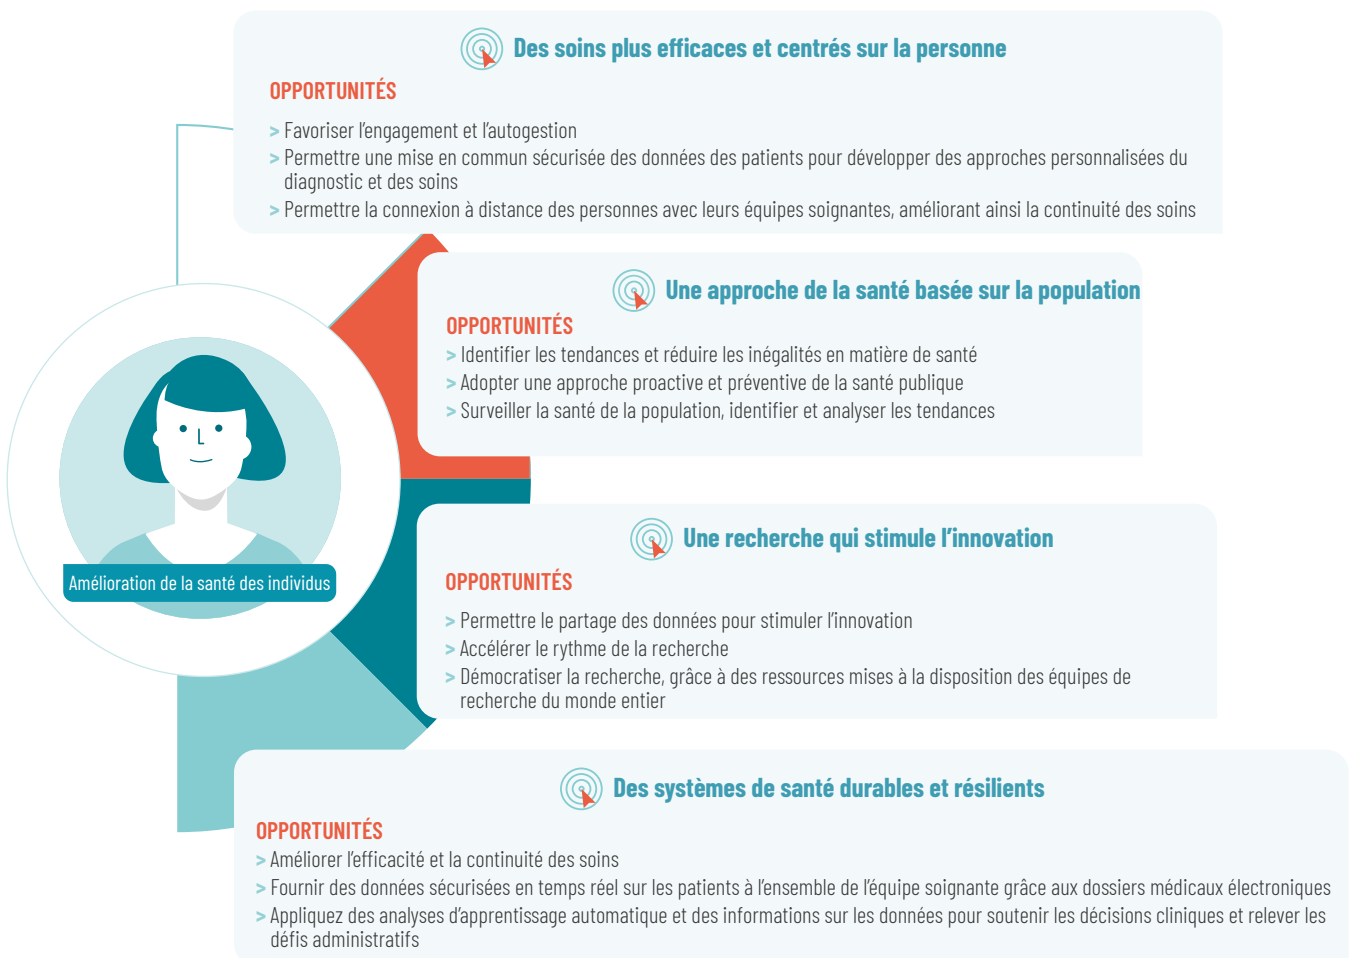 Des soins plus efficaces et centrés sur la personne
OPPORTUNITÉS
> Favoriser l’engagement et l’autogestion
> Permettre une mise en commun sécurisée des données des patients pour développer des approches personnalisées du
diagnostic et des soins
> Permettre la connexion à distance des personnes avec leurs équipes soignantes, améliorant ainsi la continuité des soins
Une approche de la santé basée sur la population
OPPORTUNITÉS
> Identifier les tendances et réduire les inégalités en matière de santé
> Adopter une approche proactive et préventive de la santé publique
> Surveiller la santé de la population, identifier et analyser les tendances
Amélioration de la santé des individus
Une recherche qui stimule l’innovation
OPPORTUNITÉS
> Permettre le partage des données pour stimuler l’innovation
> Accélérer le rythme de la recherche
> Démocratiser la recherche, grâce à des ressources mises à la disposition des équipes de
recherche du monde entier
Des systèmes de santé durables et résilients
OPPORTUNITÉS
> Améliorer l’efficacité et la continuité des soins
> Fournir des données sécurisées en temps réel sur les patients à l’ensemble de l’équipe soignante grâce aux dossiers médicaux électroniques
> Appliquez des analyses d’apprentissage automatique et des informations sur les données pour soutenir les décisions cliniques et relever les
défis administratifs